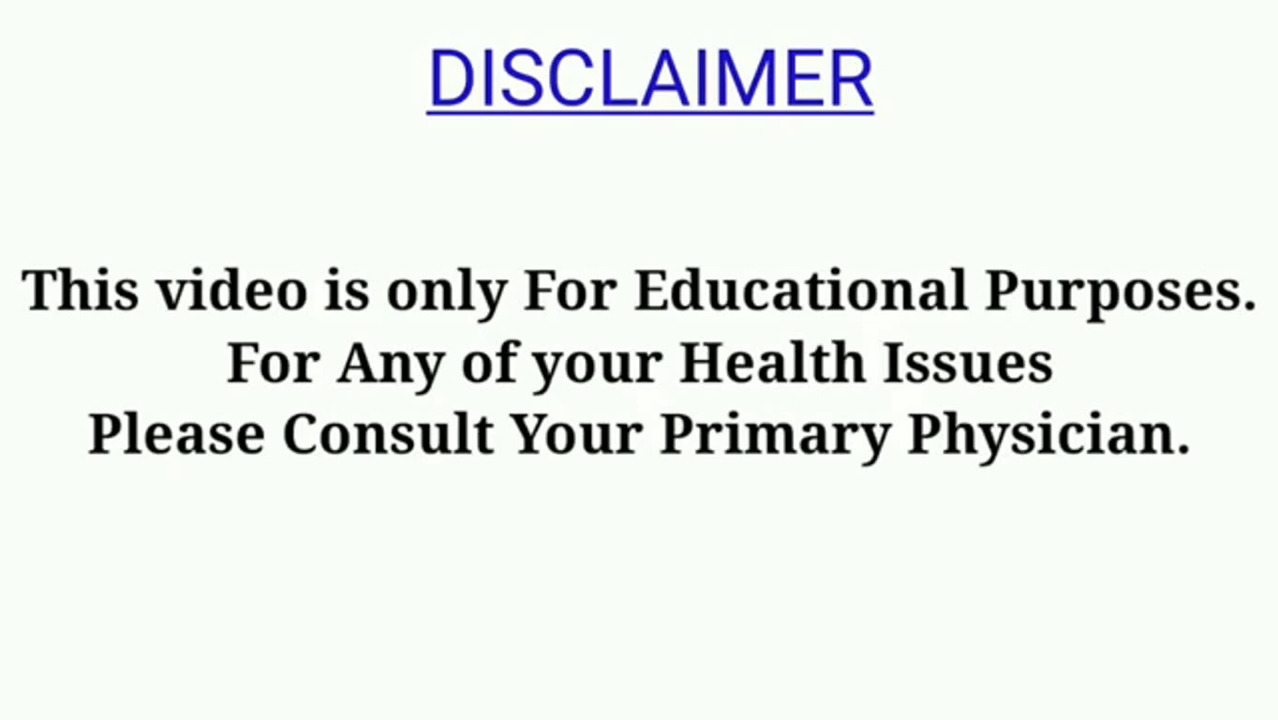 DISCLAIMER
This video is only For Educational Purposes.
For Any of your Health Issues
Please Consult Your Primary Physician.